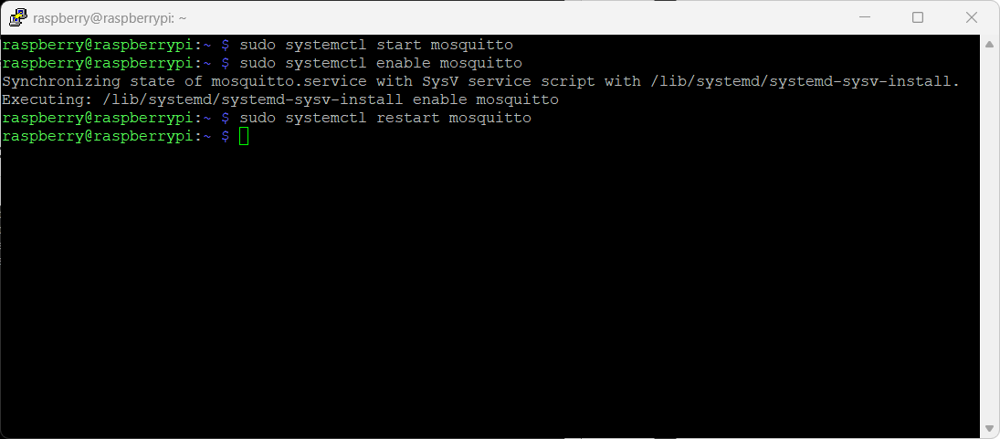 raspberry@raspberrypi: ~
raspberry@raspberrypi:~ $ sudo systemctl start mosquitto
raspberry@raspberrypi:~ $ sudo systemctl enable mosquitto
Synchronizing state of mosquitto.service with SysV service script with /lib/systemd/systemd-sysv-install.
Executing: /lib/systemd/systemd-sysv-install enable mosquitto
raspberry@raspberrypi:~ $ sudo systemctl restart mosquitto
raspberry@raspberrypi:~ $